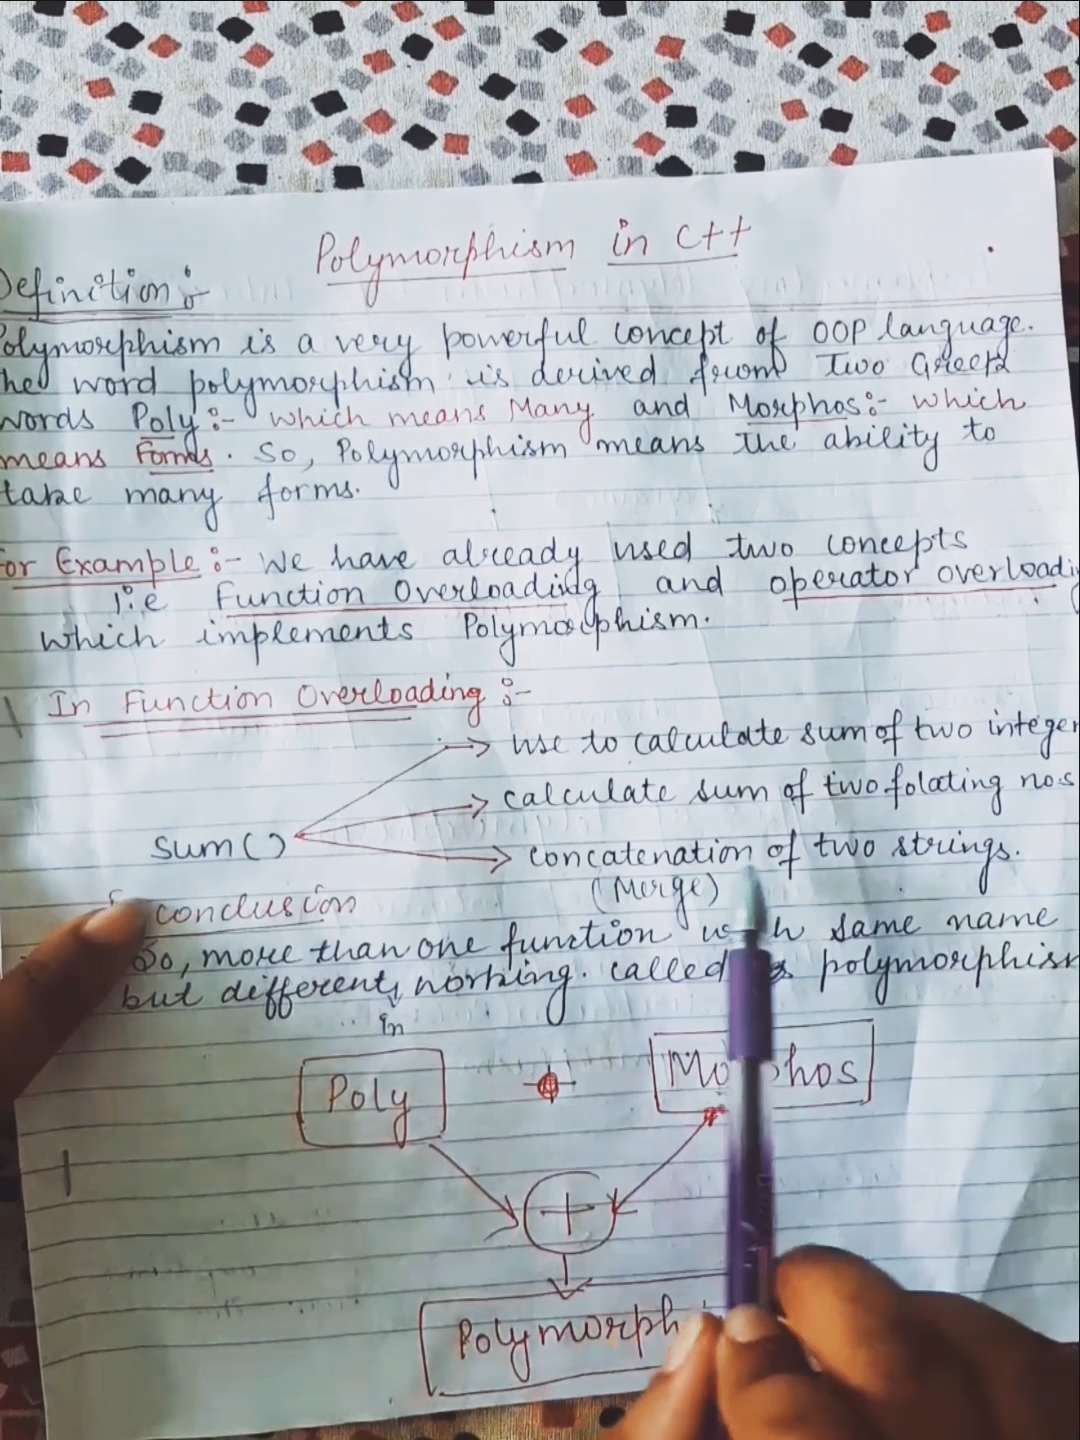 Polymorphism in C++
Definition :-
Polymorphism is a very powerful concept of OOP language.
he word polymorphism is derived from Two Greek
words Poly :- which means Many and Morphos :- which
means Forms. So, Polymorphism means the ability to
take many forms.
For Example :- We have already used two concepts
i.e Function Overloading and operator overloadi
which implements Polymorphism.
In Function Overloading :-
use to calculate sum of two integer
calculate sum of two folating nos
sum()
concatenation of two strings.
(Merge)
conclusion
So, more than one function with same name
but different working. called as polymorphism
in
Poly
Morphos
+
Polymorph